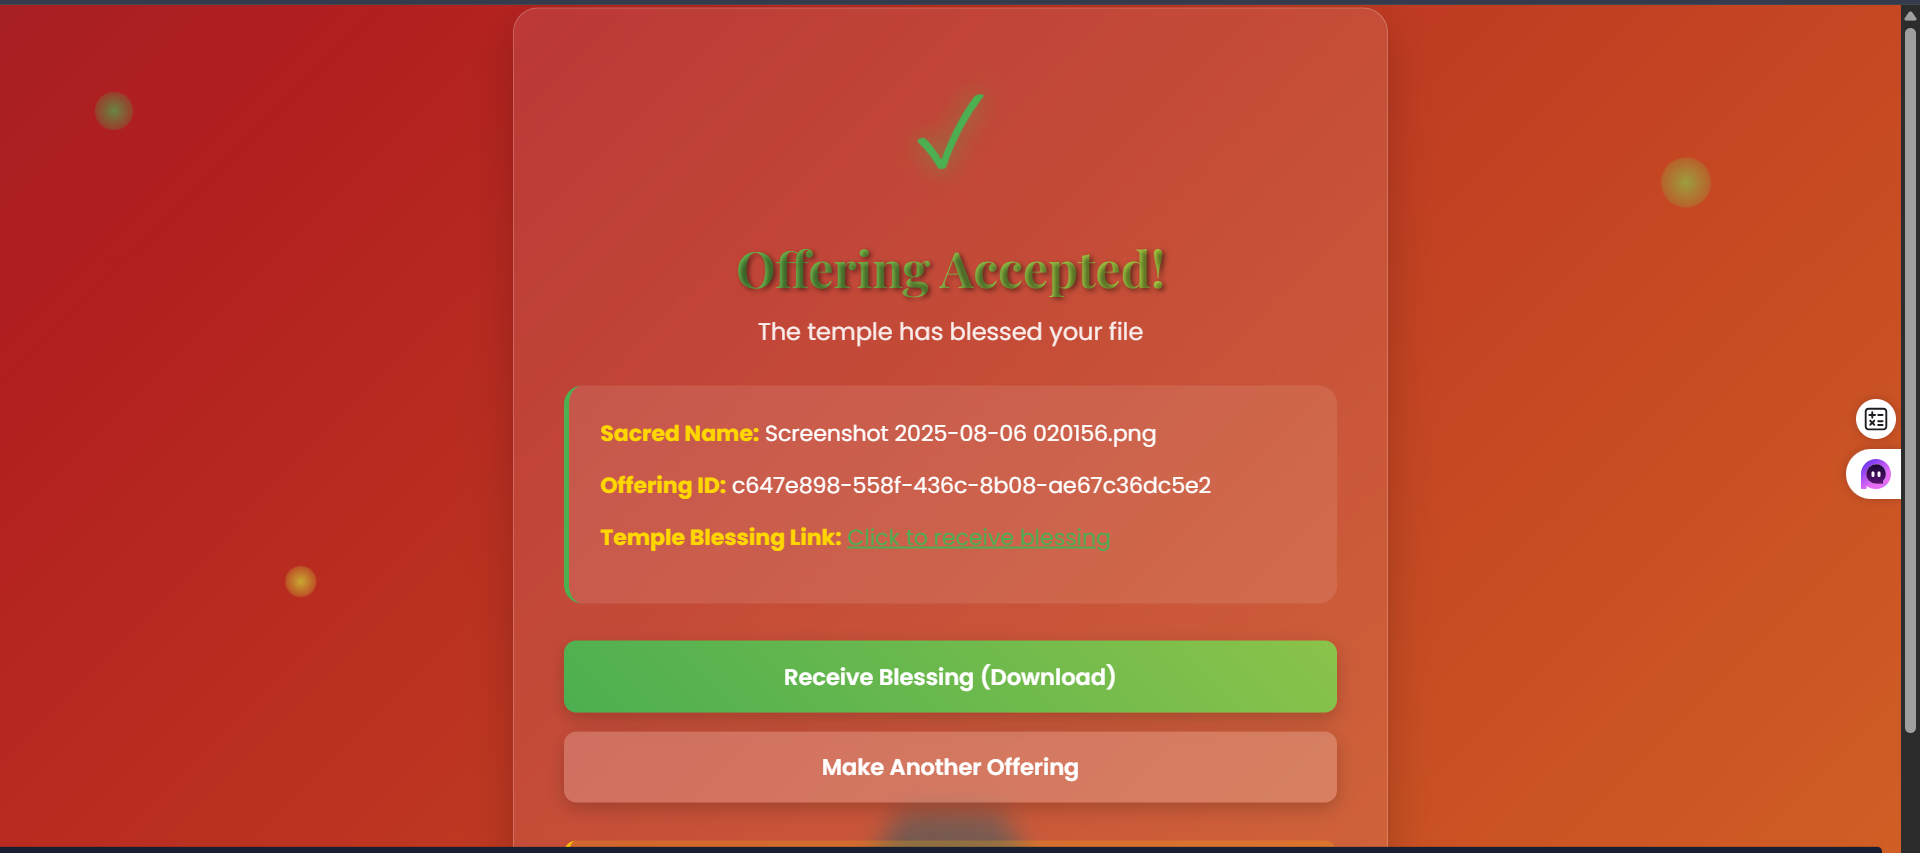 Offering Accepted!
The temple has blessed your file
Sacred Name: Screenshot 2025-08-06 020156.png
Offering ID: c647e898-558f-436c-8b08-ae67c36dc5e2
Temple Blessing Link: Click to receive blessing
Receive Blessing (Download)
Make Another Offering